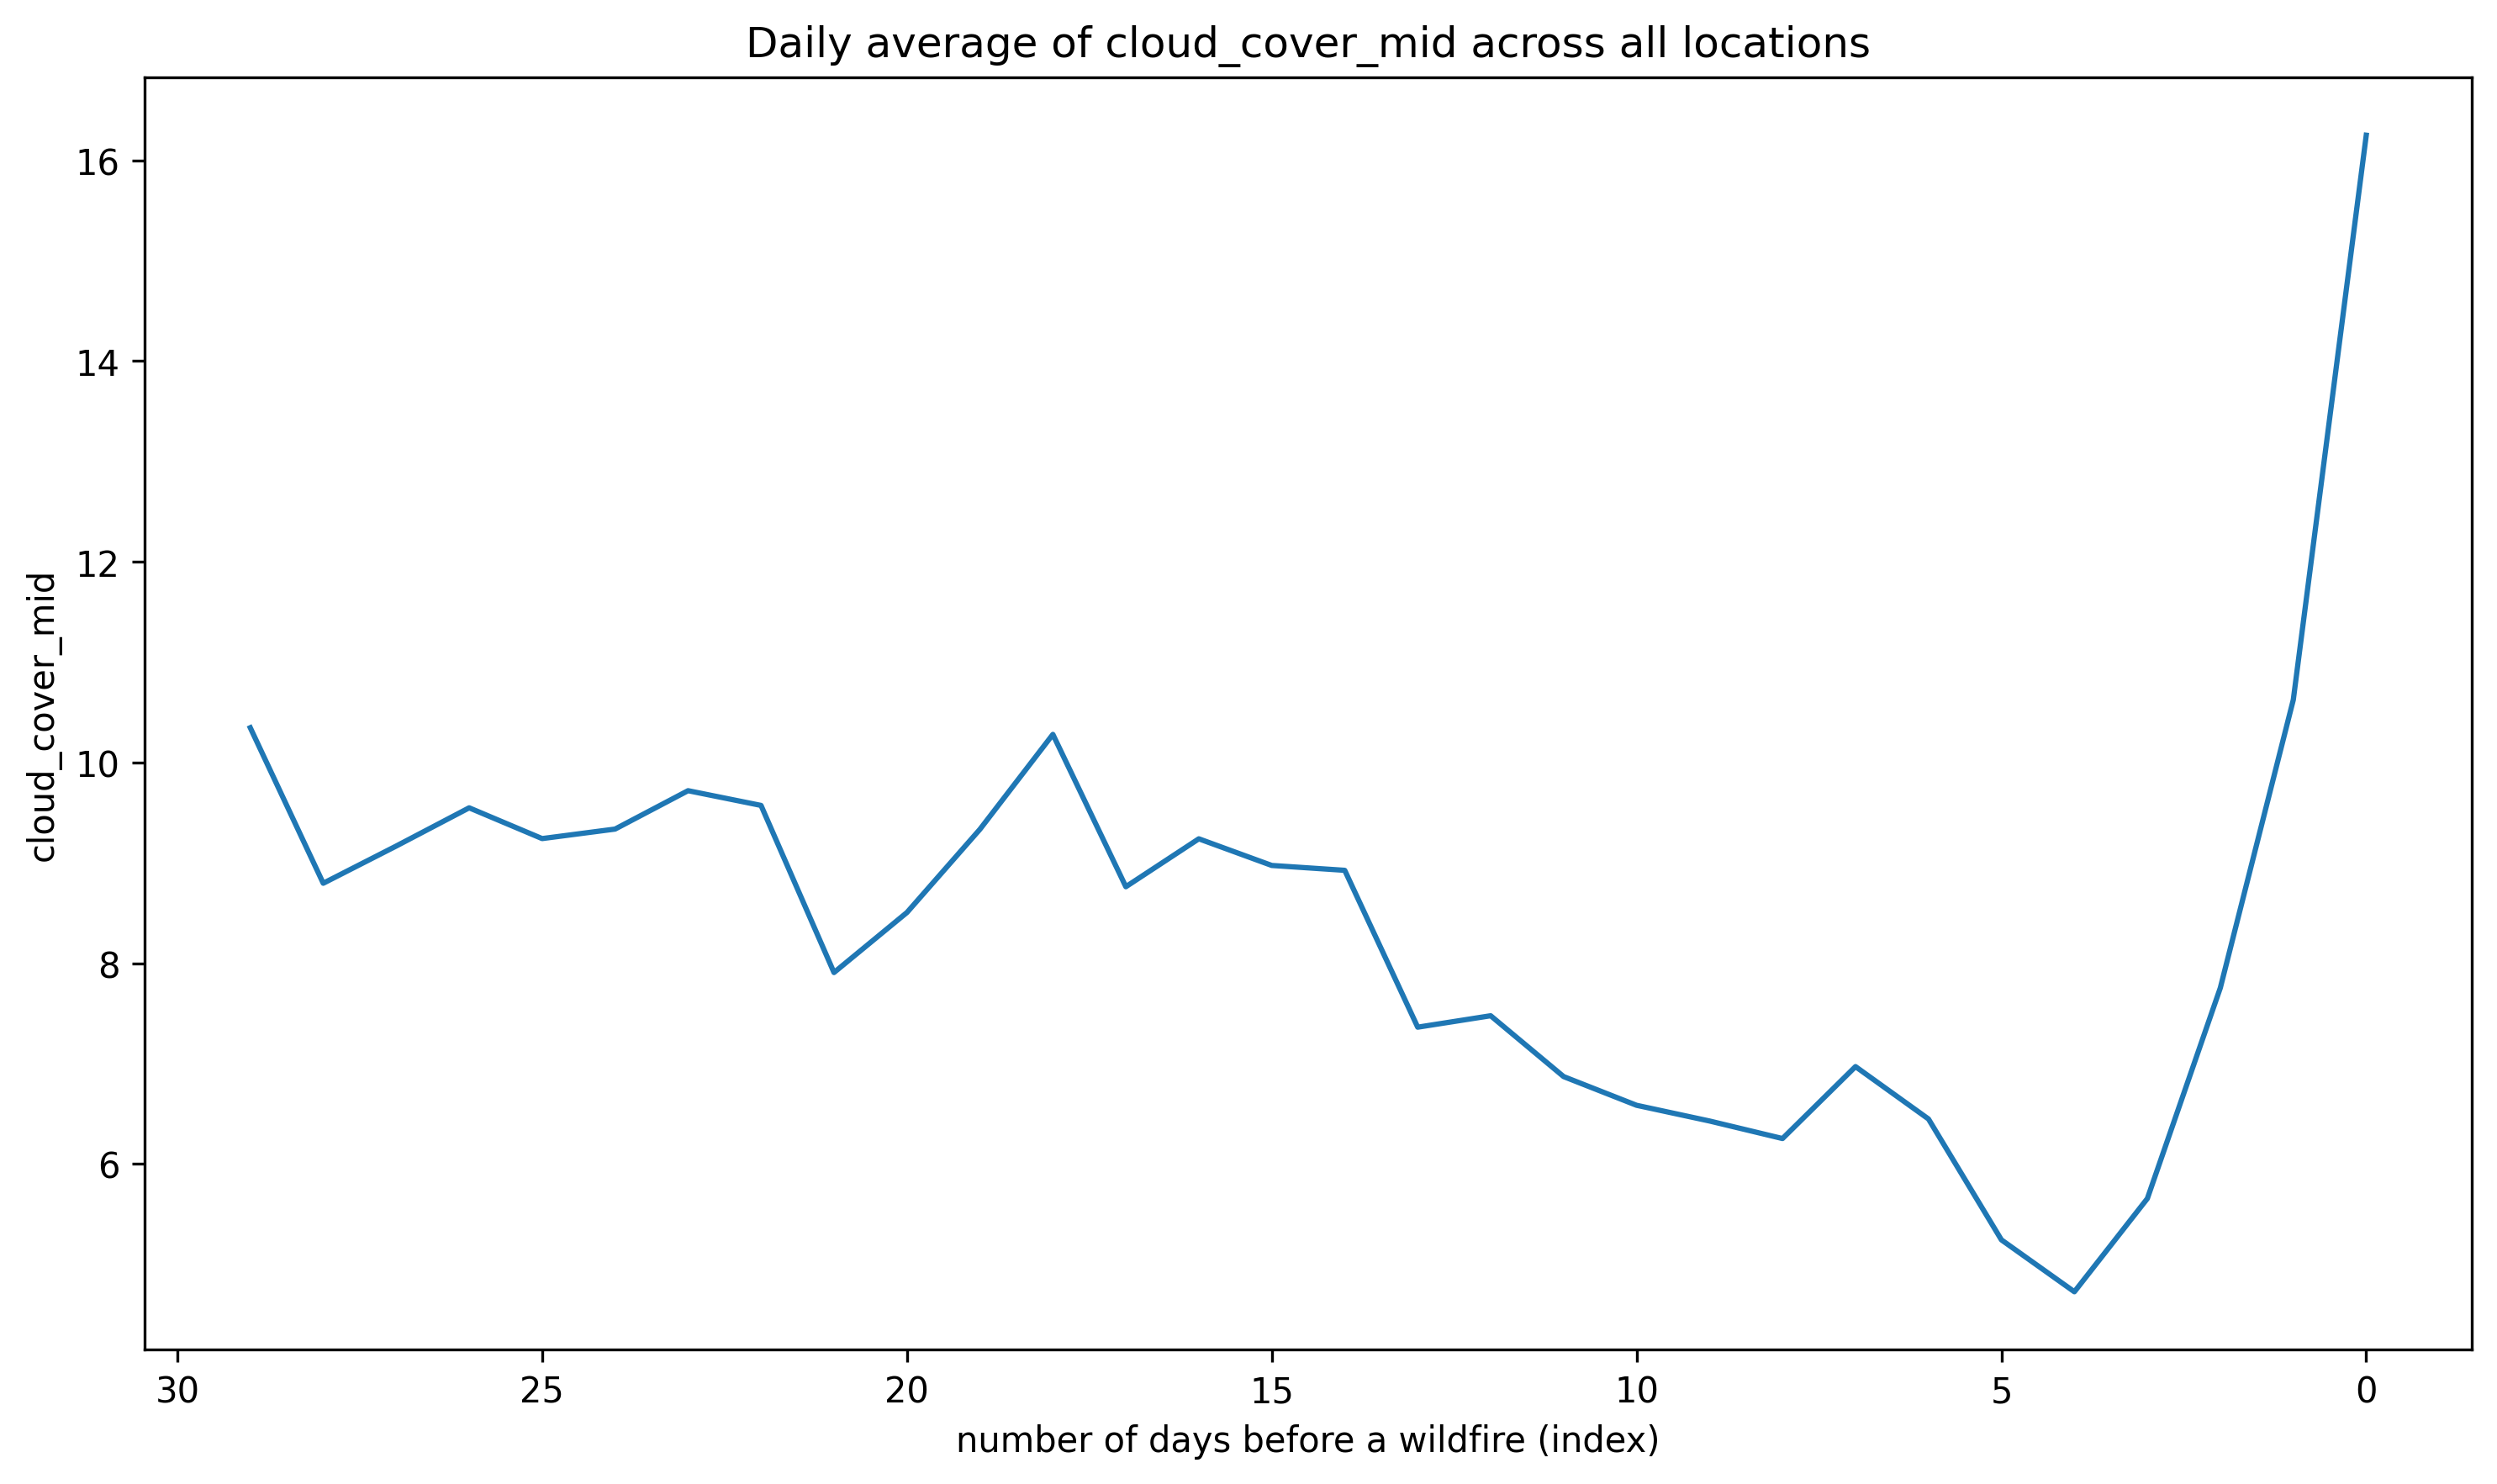 Daily average of cloud_cover_mid across all locations
cloud_cover_mid
16
14
12
10
8
6
30 25 20 15 10 5 0
number of days before a wildfire (index)